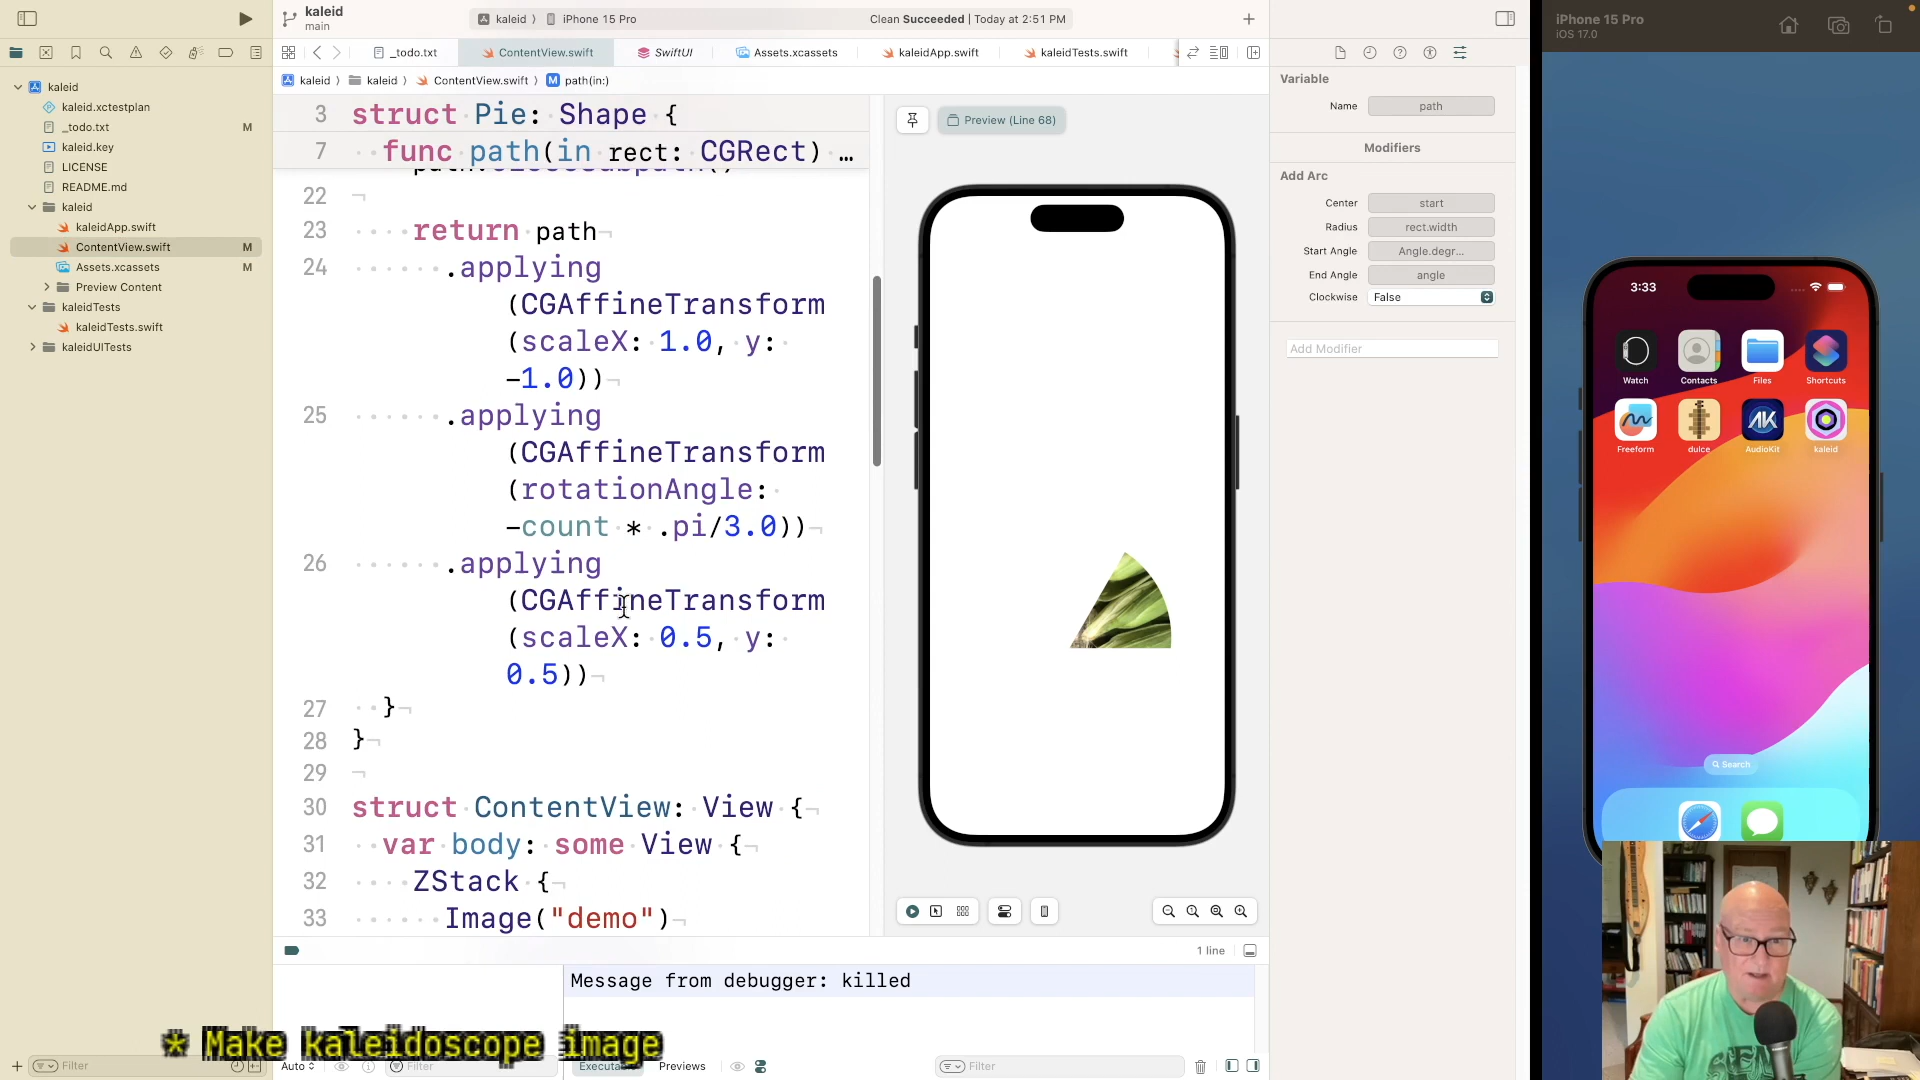 kaleid
main
kaleid 〉 iPhone 15 Pro
Clean Succeeded | Today at 2:51 PM
_todo.txt
ContentView.swift
SwiftUI
Assets.xcassets
kaleidApp.swift
kaleidTests.swift
kaleid 〉 kaleid 〉 ContentView.swift 〉 M path(in:)
kaleid
kaleid.xctestplan
_todo.txt M
kaleid.key
LICENSE
README.md
kaleid
kaleidApp.swift
ContentView.swift M
Assets.xcassets M
Preview Content
kaleidTests
kaleidTests.swift
kaleidUITests
Filter
3 struct Pie: Shape {
7 func path(in rect: CGRect) …
22
23 return path
24 .applying
(CGAffineTransform
(scaleX: 1.0, y:
-1.0))
25 .applying
(CGAffineTransform
(rotationAngle:
-count * .pi/3.0))
26 .applying
(CGAffineTransform
(scaleX: 0.5, y:
0.5))
27 }
28 }
29
30 struct ContentView: View {
31 var body: some View {
32 ZStack {
33 Image("demo")
Preview (Line 68)
1 line
Message from debugger: killed
Auto
Filter
Previews
Filter
* Make kaleidoscope image
Variable
Name path
Modifiers
Add Arc
Center start
Radius rect.width
Start Angle Angle.degr...
End Angle angle
Clockwise False
Add Modifier
iPhone 15 Pro
iOS 17.0
3:33
Watch
Contacts
Files
Shortcuts
Freeform
dulce
AudioKit
kaleid
Search